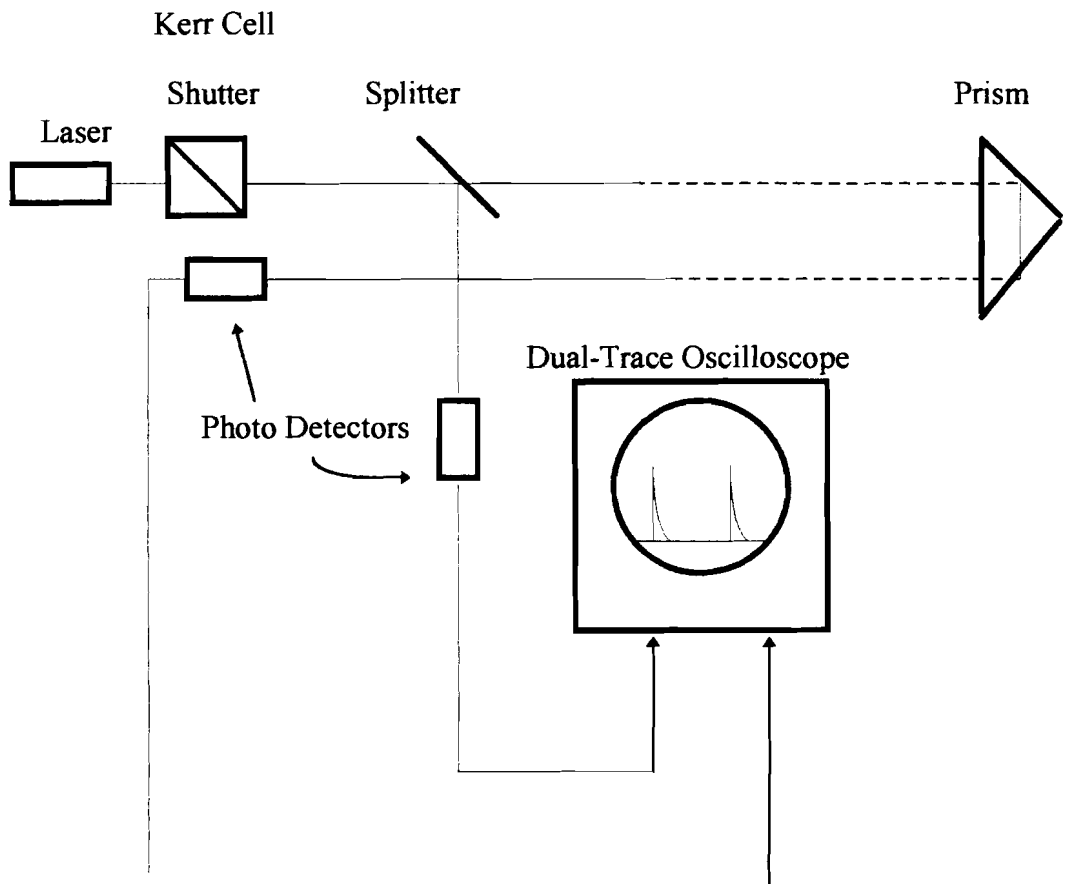 Kerr Cell
Shutter
Splitter
Prism
Laser
Dual-Trace Oscilloscope
Photo Detectors